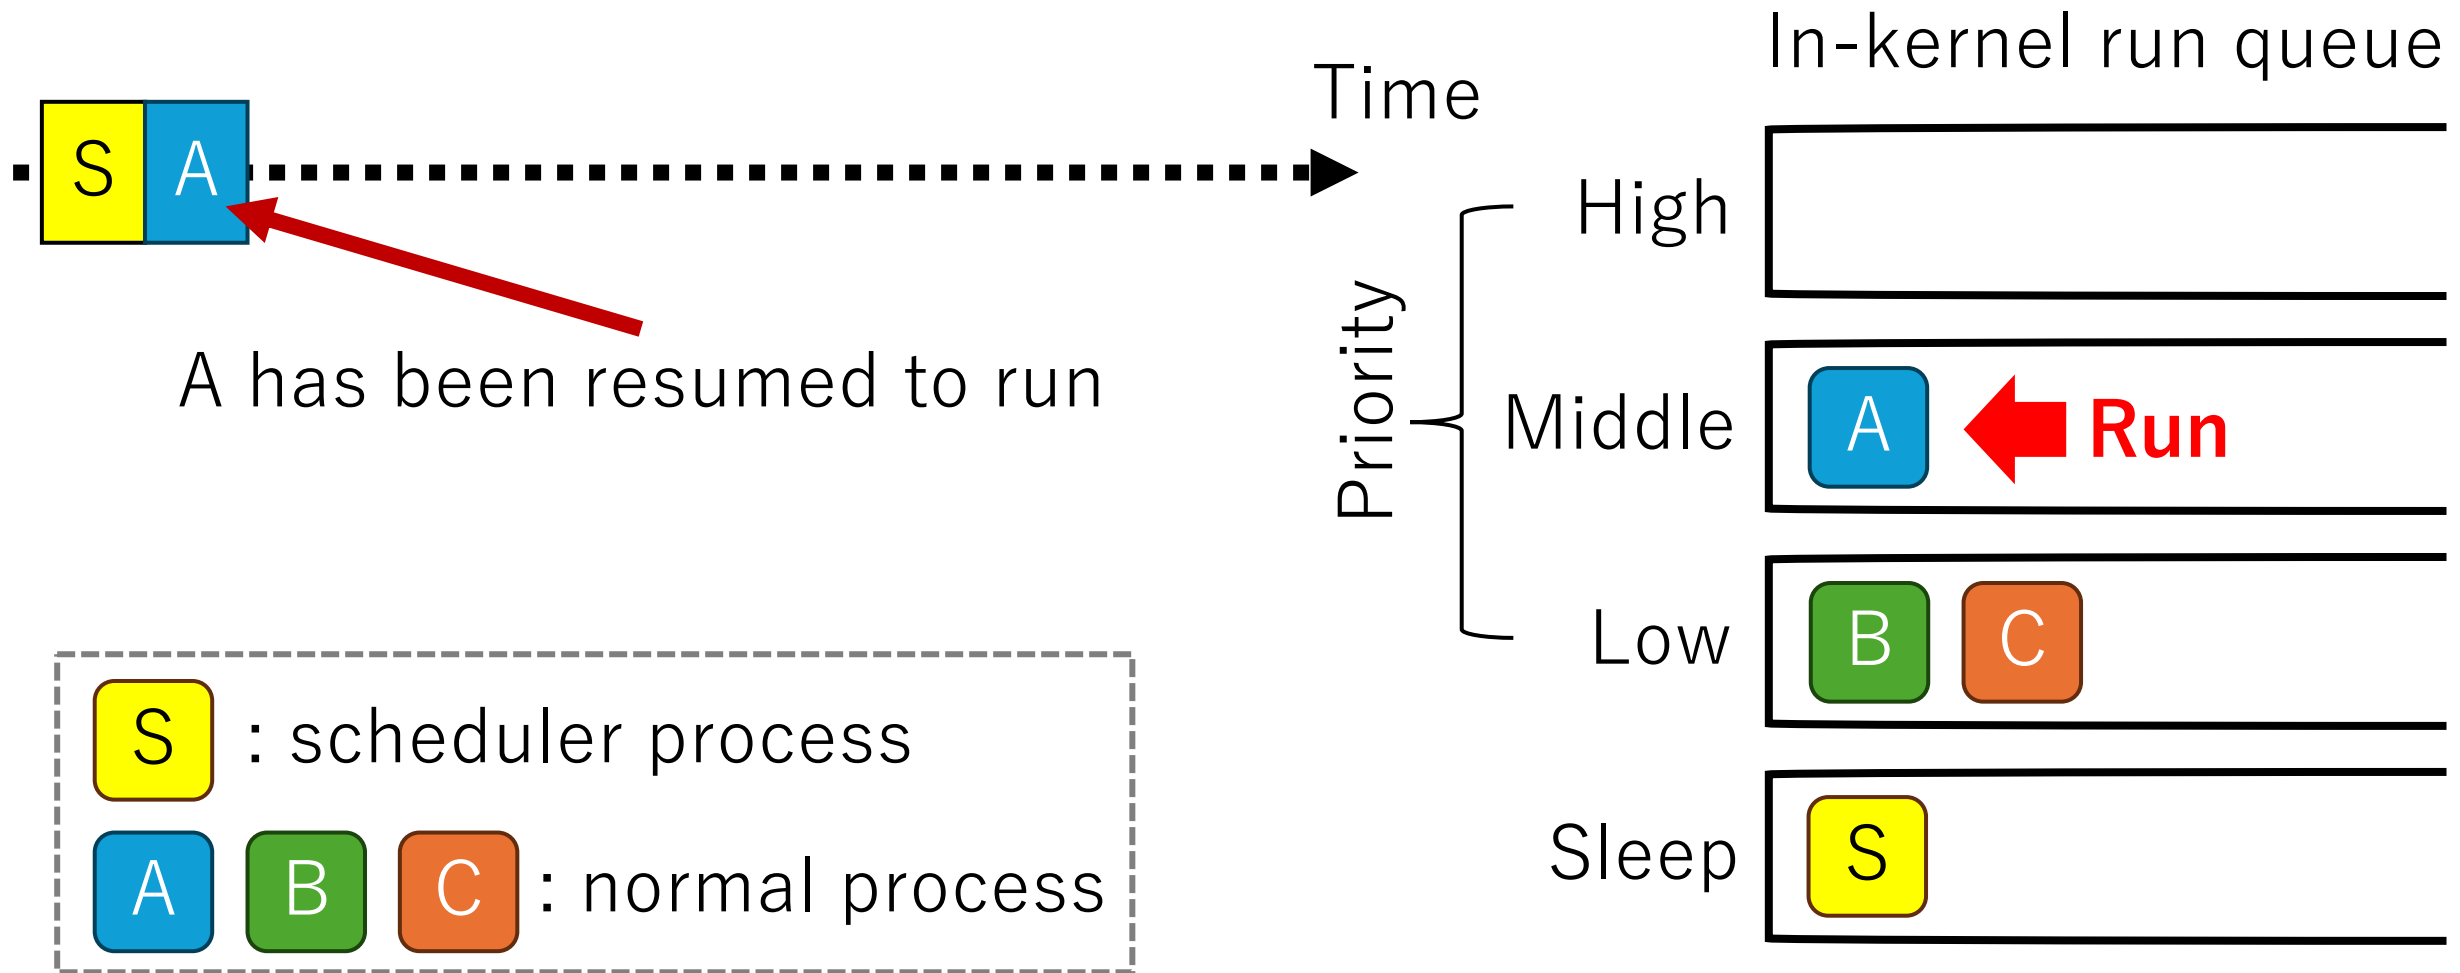 In-kernel run queue
Time
S A
High
A has been resumed to run
Priority
Middle
A
Run
Low
B C
S : scheduler process
Sleep
S
A B C : normal process